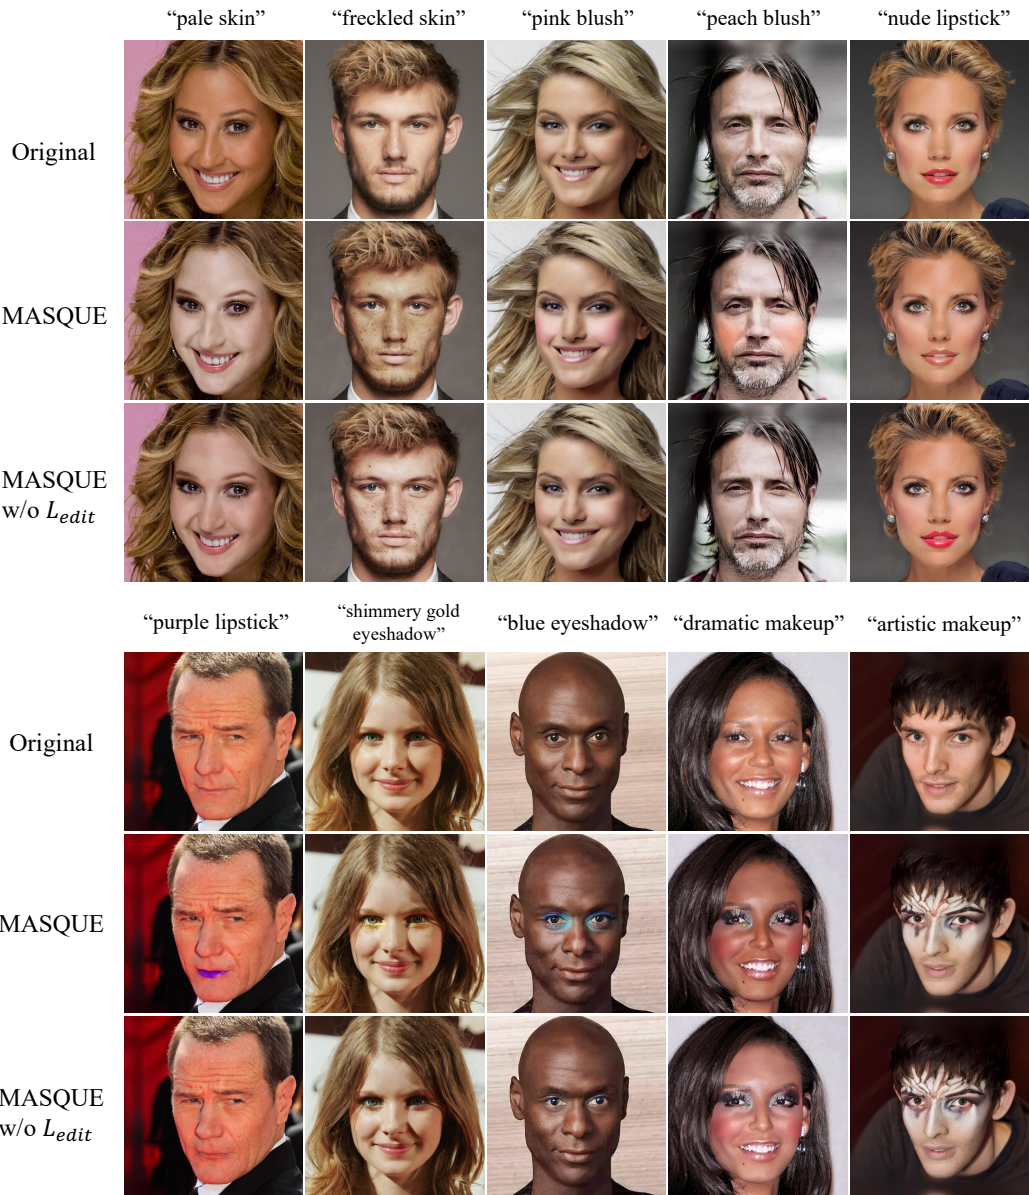 “pale skin” “freckled skin” “pink blush” “peach blush” “nude lipstick”
Original
MASQUE
MASQUE
w/o L_edit
“purple lipstick” “shimmery gold
eyeshadow” “blue eyeshadow” “dramatic makeup” “artistic makeup”
Original
MASQUE
MASQUE
w/o L_edit